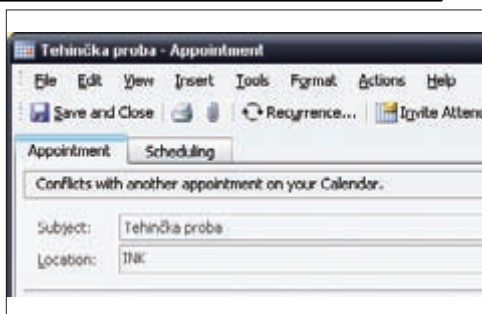 Tehinčka proba - Appointment
File Edit View Insert Tools Format Actions Help
Save and Close Recurrence... Invite Atten
Appointment Scheduling
Conflicts with another appointment on your Calendar.
Subject: Tehinčka proba
Location: INK